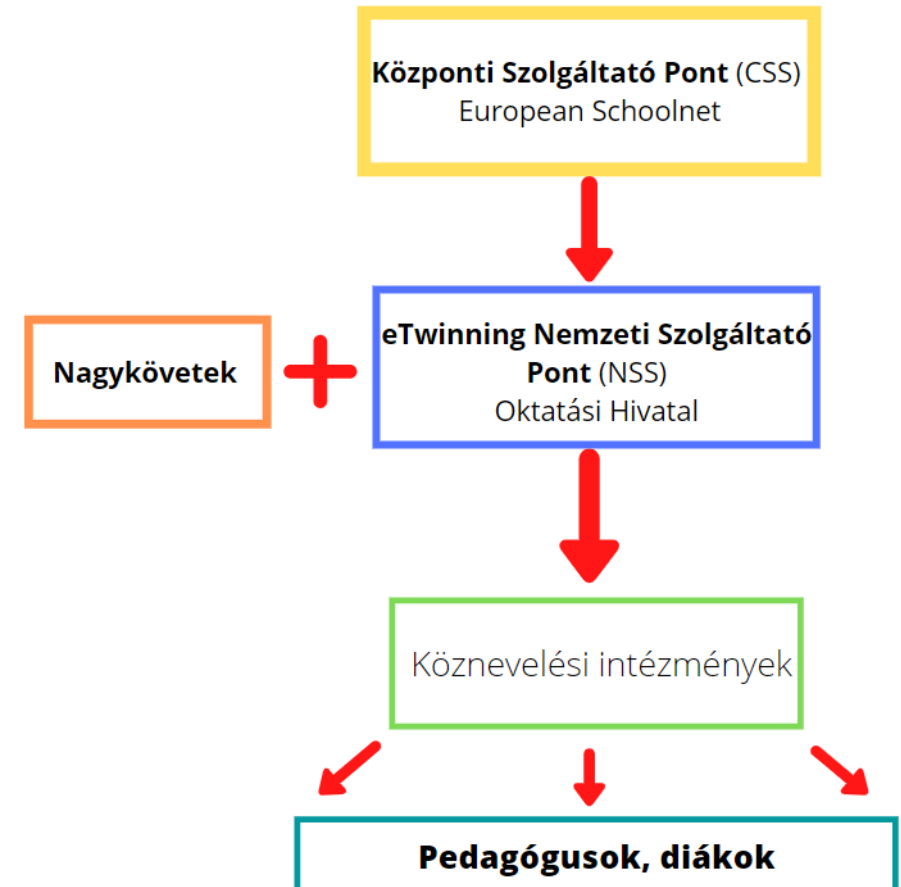 Központi Szolgáltató Pont (CSS)
European Schoolnet
Nagykövetek
eTwinning Nemzeti Szolgáltató
Pont (NSS)
Oktatási Hivatal
Köznevelési intézmények
Pedagógusok, diákok